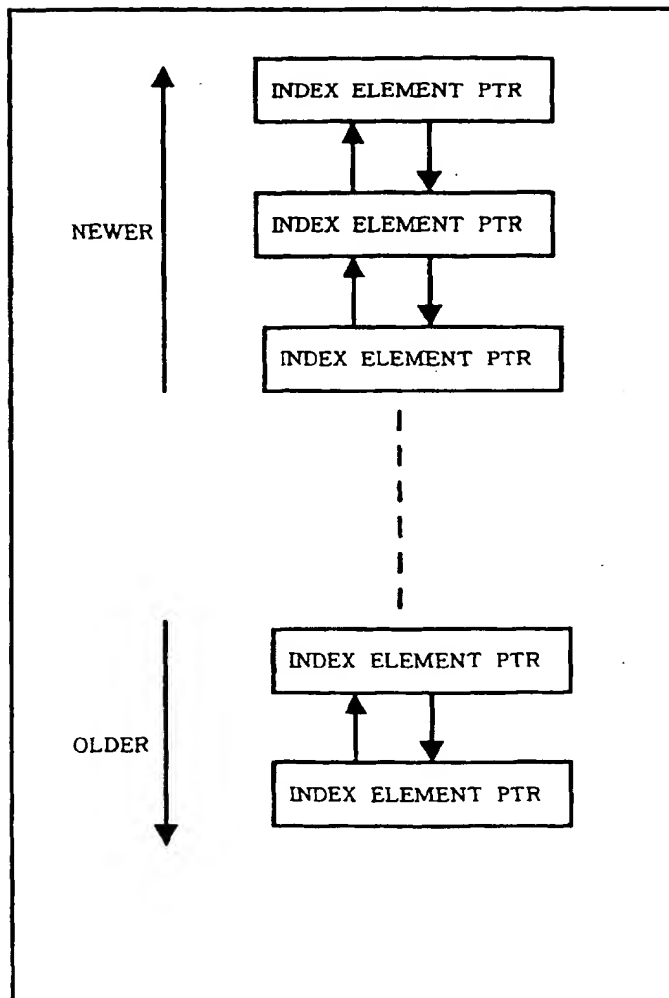 INDEX ELEMENT PTR
NEWER
INDEX ELEMENT PTR
INDEX ELEMENT PTR
INDEX ELEMENT PTR
OLDER
INDEX ELEMENT PTR